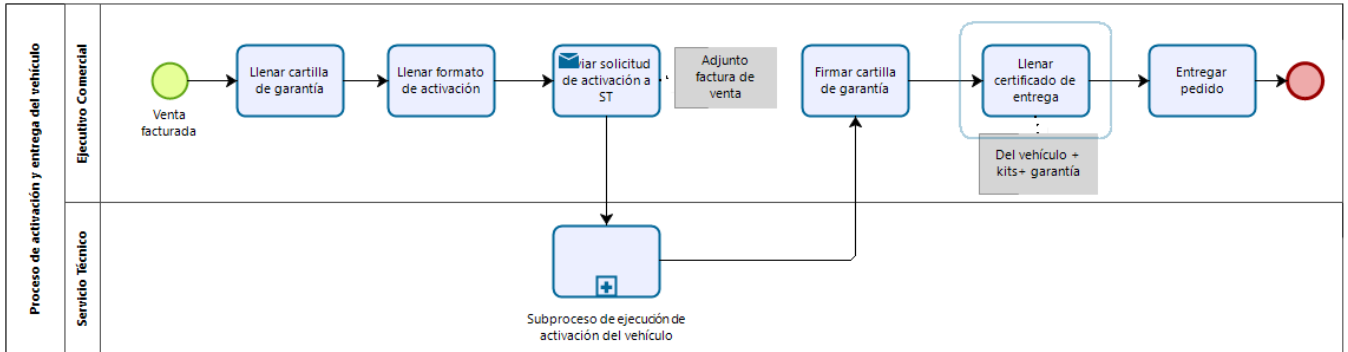 Proceso de activación y entrega del vehículo
Ejecutivo Comercial
Venta
facturada
Llenar cartilla
de garantía
Llenar formato
de activación
viar solicitud
de activación a
ST
Adjunto
factura de
venta
Firmar cartilla
de garantía
Llenar
certificado de
entrega
Del vehículo +
kits+ garantía
Entregar
pedido
Servicio Técnico
Subproceso de ejecución de
activación del vehículo